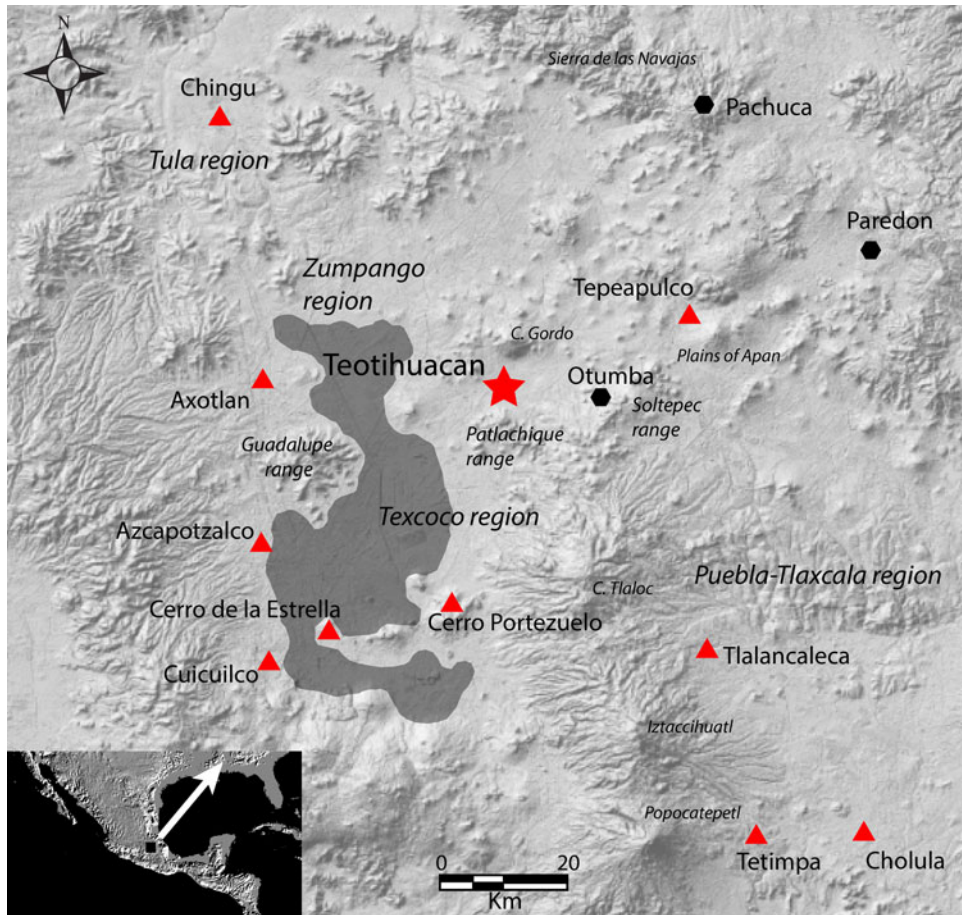 N
Sierra de las Navajas
Chingu
Pachuca
Tula region
Paredon
Zumpango
region
Tepeapulco
C. Gordo
Teotihuacan
Plains of Apan
Otumba
Axotlan
Soltepec
range
Patlachique
range
Guadalupe
range
Texcoco region
Azcapotzalco
Puebla-Tlaxcala region
C. Tlaloc
Cerro de la Estrella
Cerro Portezuelo
Tlalancaleca
Cuicuilco
Iztaccihuatl
Popocatepetl
0 20
Km
Tetimpa
Cholula